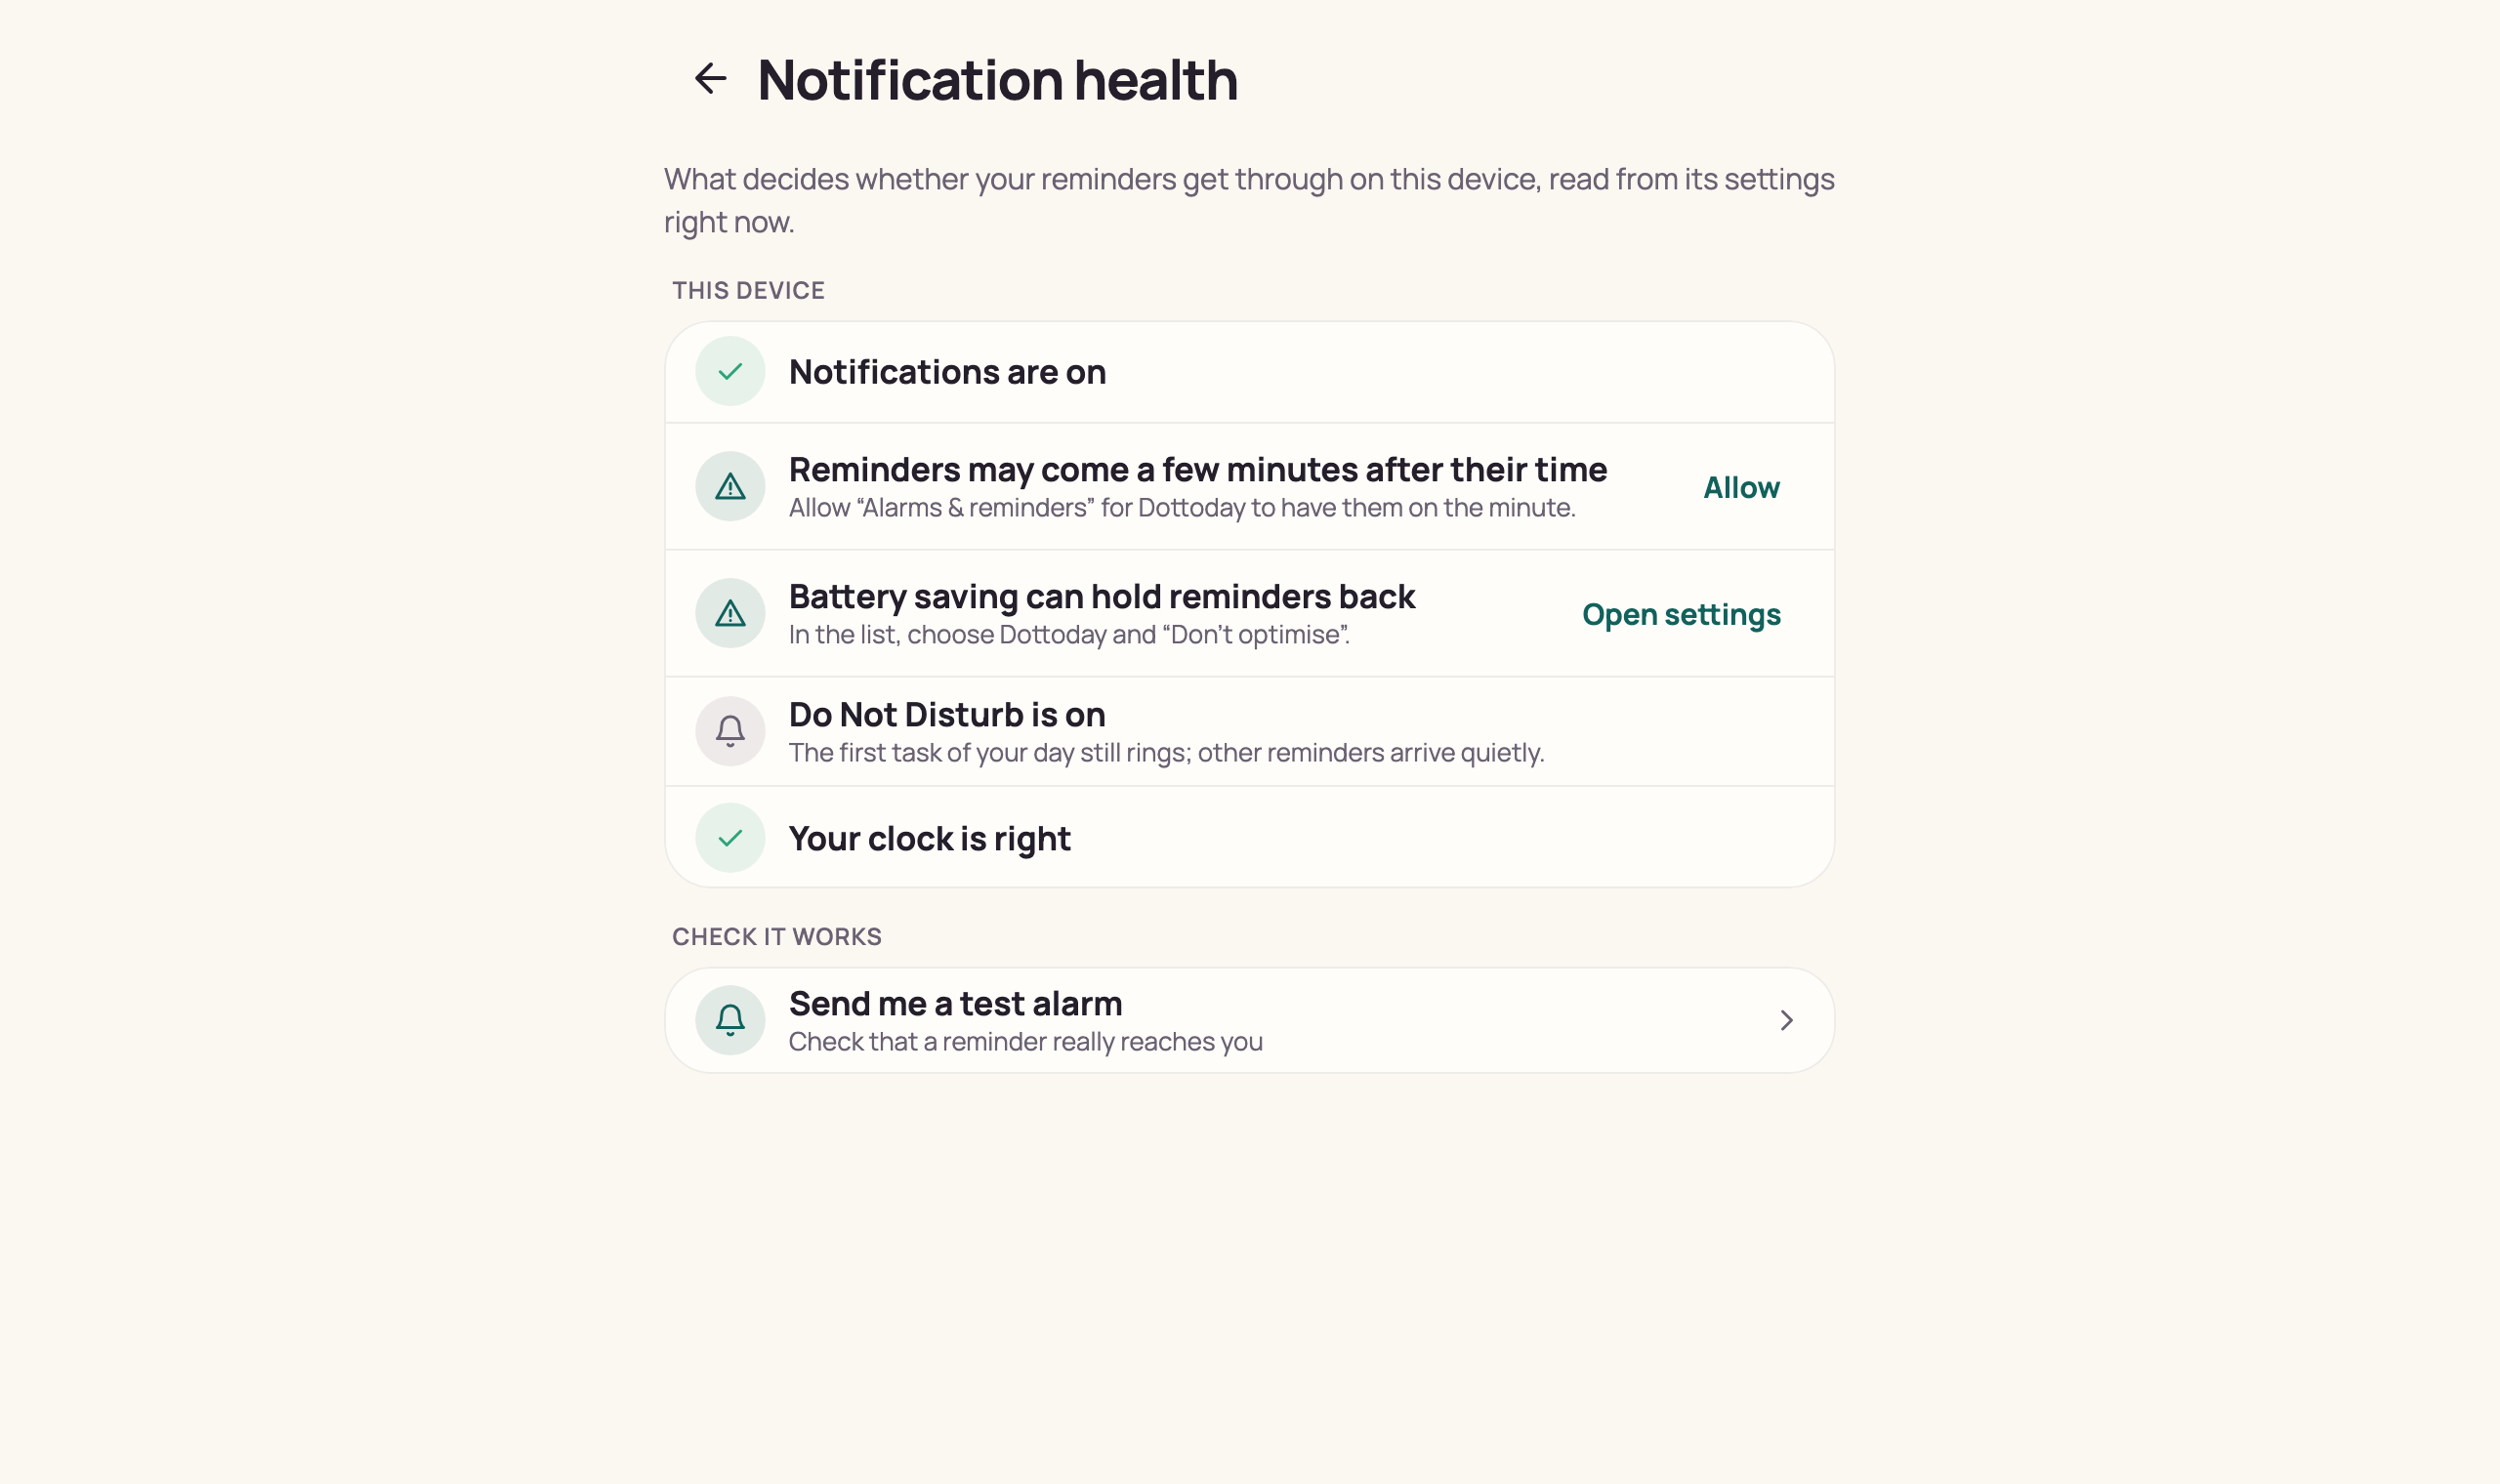 Notification health
What decides whether your reminders get through on this device, read from its settings
right now.
THIS DEVICE
Notifications are on
Reminders may come a few minutes after their time
Allow “Alarms & reminders” for Dottoday to have them on the minute.
Allow
Battery saving can hold reminders back
In the list, choose Dottoday and “Don’t optimise”.
Open settings
Do Not Disturb is on
The first task of your day still rings; other reminders arrive quietly.
Your clock is right
CHECK IT WORKS
Send me a test alarm
Check that a reminder really reaches you